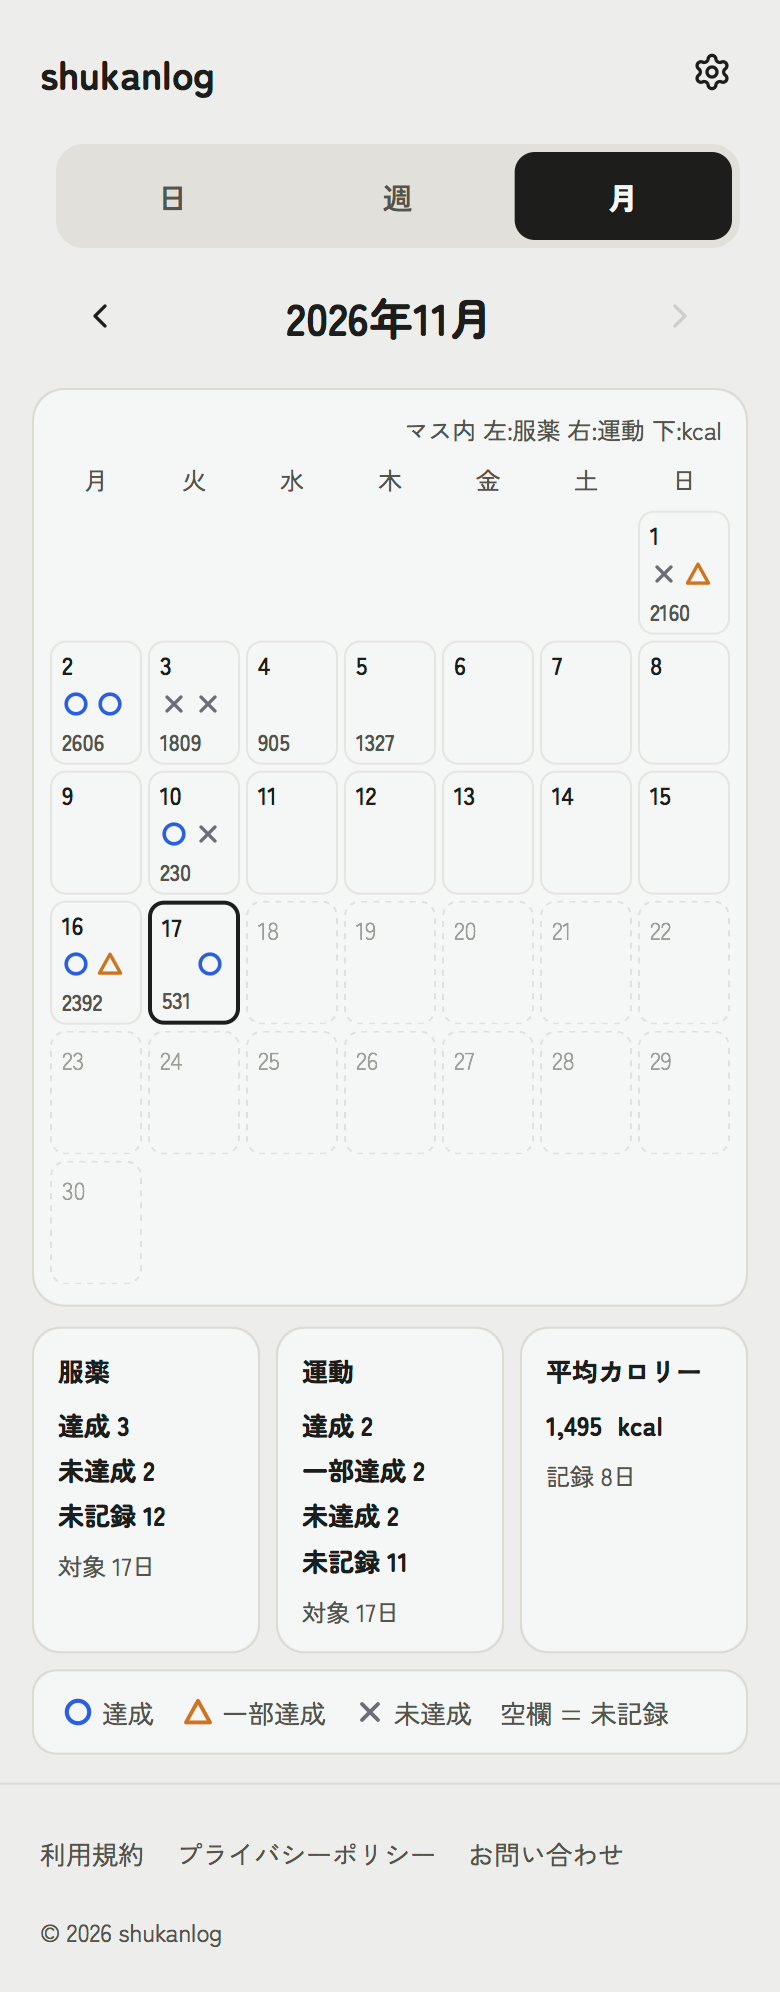 shukanlog
日 週 月
2026年11月
マス内 左:服薬 右:運動 下:kcal
月 火 水 木 金 土 日
1
× △
2160
2 3 4 5 6 7 8
○ ○ × ×
2606 1809 905 1327
9 10 11 12 13 14 15
○ ×
230
16 17 18 19 20 21 22
○ △ ○
2392 531
23 24 25 26 27 28 29
30
服薬
達成 3
未達成 2
未記録 12
対象 17日
運動
達成 2
一部達成 2
未達成 2
未記録 11
対象 17日
平均カロリー
1,495 kcal
記録 8日
○ 達成 △ 一部達成 × 未達成 空欄 = 未記録
利用規約 プライバシーポリシー お問い合わせ
© 2026 shukanlog